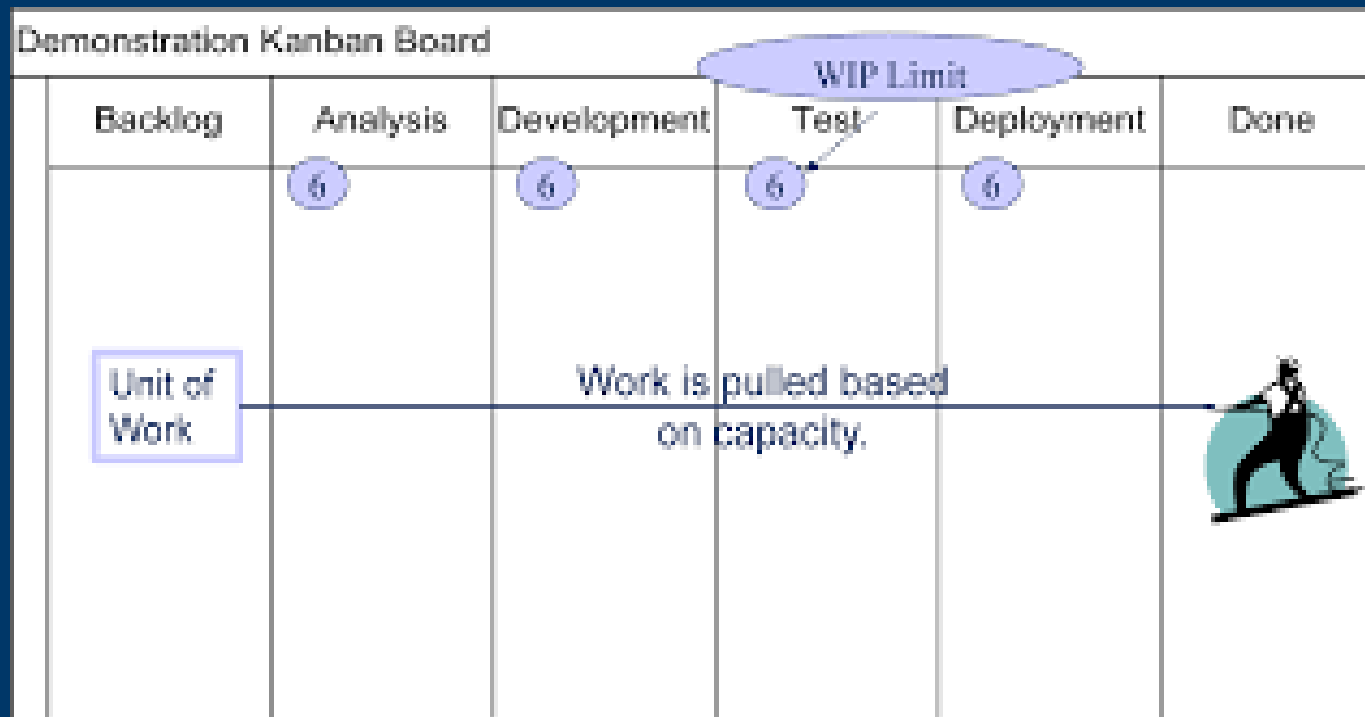 Demonstration Kanban Board
WIP Limit
Backlog Analysis Development Test Deployment Done
6 6 6 6
Unit of
Work
Work is pulled based
on capacity.